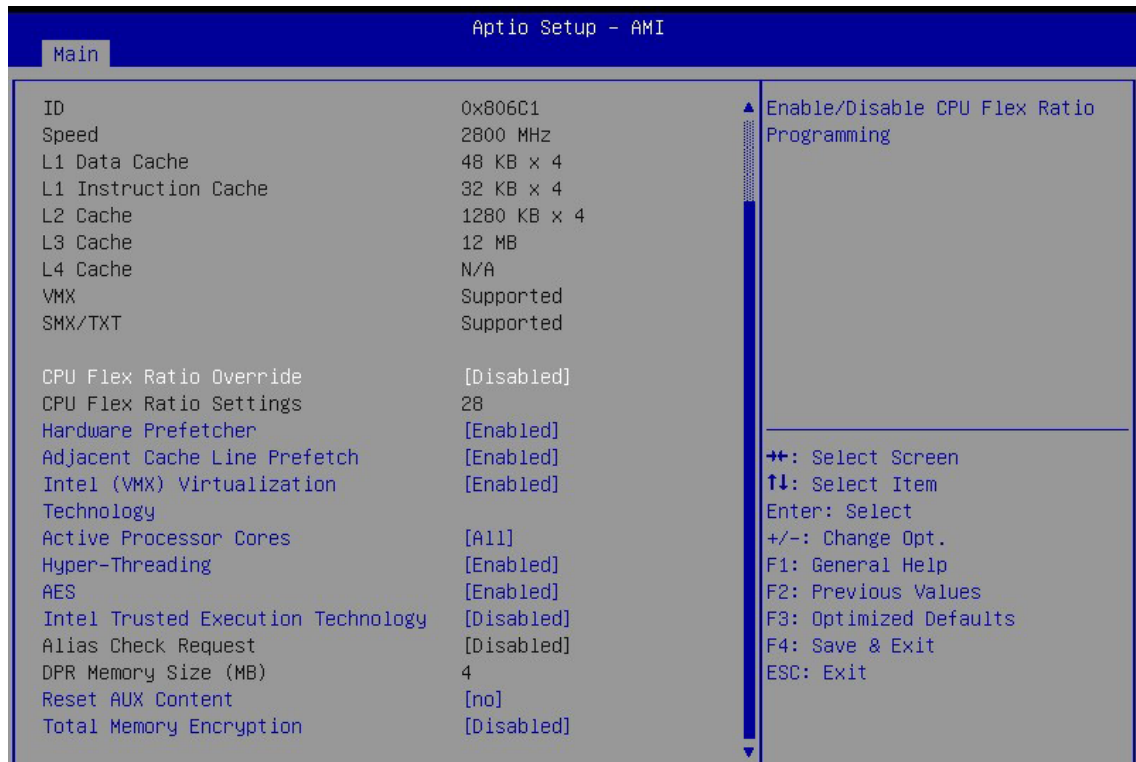 Aptio Setup – AMI
Main
ID 0x806C1
Speed 2800 MHz
L1 Data Cache 48 KB x 4
L1 Instruction Cache 32 KB x 4
L2 Cache 1280 KB x 4
L3 Cache 12 MB
L4 Cache N/A
VMX Supported
SMX/TXT Supported
CPU Flex Ratio Override [Disabled]
CPU Flex Ratio Settings 28
Hardware Prefetcher [Enabled]
Adjacent Cache Line Prefetch [Enabled]
Intel (VMX) Virtualization [Enabled]
Technology
Active Processor Cores [All]
Hyper-Threading [Enabled]
AES [Enabled]
Intel Trusted Execution Technology [Disabled]
Alias Check Request [Disabled]
DPR Memory Size (MB) 4
Reset AUX Content [no]
Total Memory Encryption [Disabled]
Enable/Disable CPU Flex Ratio
Programming
→←: Select Screen
↑↓: Select Item
Enter: Select
+/-: Change Opt.
F1: General Help
F2: Previous Values
F3: Optimized Defaults
F4: Save & Exit
ESC: Exit